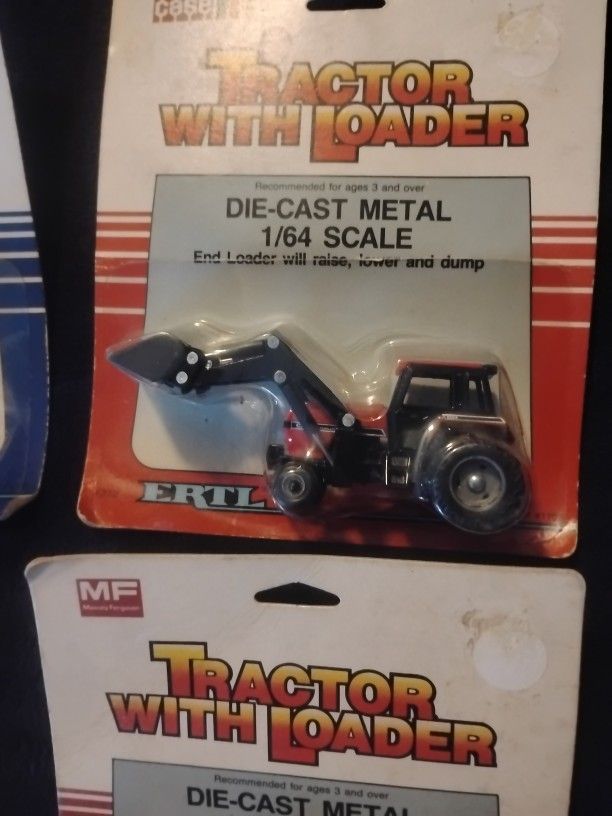 case
TRACTOR
WITH LOADER
Recommended for ages 3 and over
DIE-CAST METAL
1/64 SCALE
End Loader will raise, lower and dump
ERTL
MF
Massey Ferguson
TRACTOR
WITH LOADER
Recommended for ages 3 and over
DIE-CAST METAL